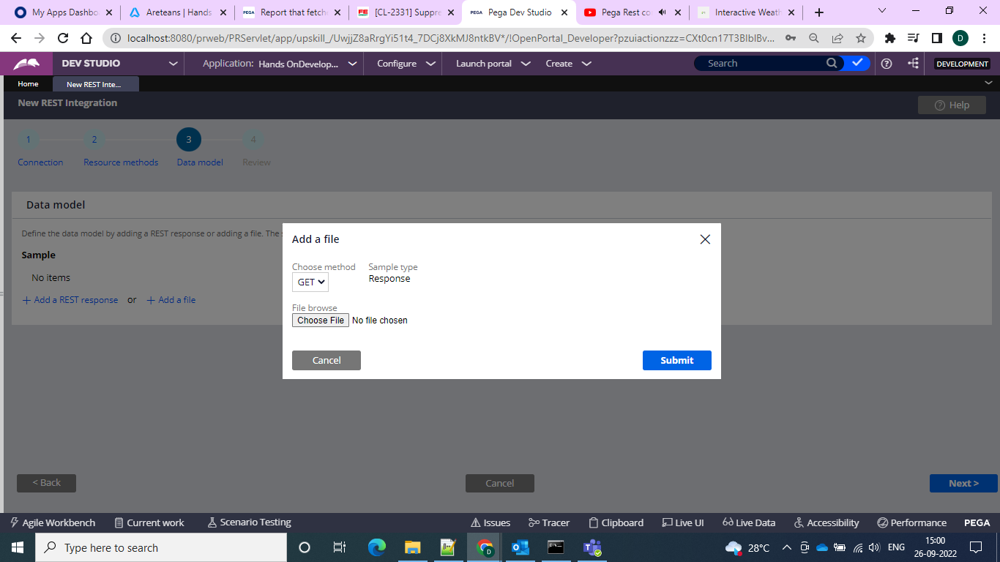 My Apps Dashbo
Areteans | Hands
PEGA Report that fetch
FE [CL-2331] Suppre
PEGA Pega Dev Studio
Pega Rest co
Interactive Weath
localhost:8080/prweb/PRServlet/app/upskill_/UwjjZ8aRrgYi51t4_7DCj8XkMJ8ntkBV*/!OpenPortal_Developer?pzuiactionzzz=CXt0cn17T3BlblBv...
D
DEV STUDIO
Application: Hands OnDevelop...
Configure
Launch portal
Create
Search
DEVELOPMENT
Home
New REST Inte...
New REST Integration
Help
1
2
3
4
Connection
Resource methods
Data model
Review
Data model
Define the data model by adding a REST response or adding a file. The s
Sample
No items
+ Add a REST response or + Add a file
Add a file
Choose method
Sample type
GET
Response
File browse
Choose File No file chosen
Cancel
Submit
< Back
Cancel
Next >
Agile Workbench
Current work
Scenario Testing
Issues
Tracer
Clipboard
Live UI
Live Data
Accessibility
Performance
PEGA
Type here to search
28°C
ENG
15:00
26-09-2022